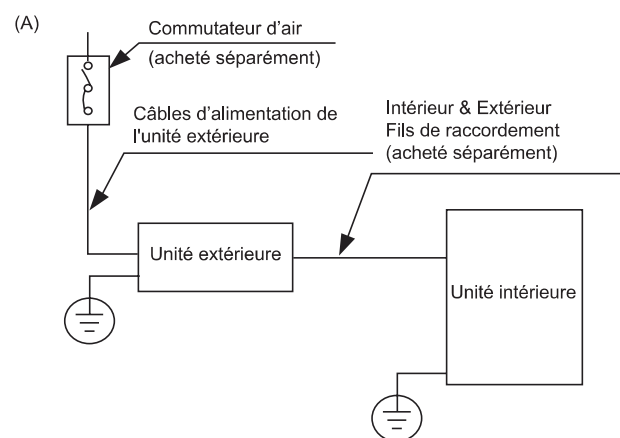 (A)
Commutateur d'air
(acheté séparément)
Câbles d'alimentation de
l'unité extérieure
Intérieur & Extérieur
Fils de raccordement
(acheté séparément)
Unité extérieure
Unité intérieure